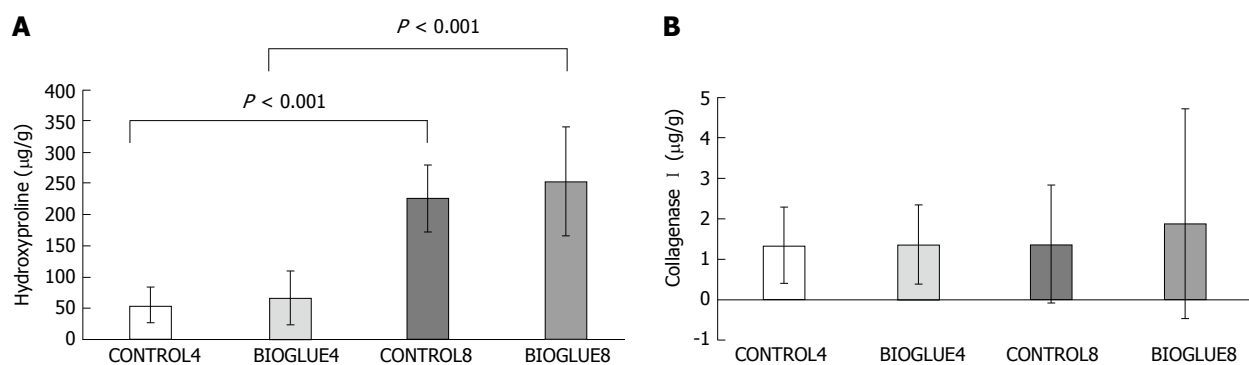 A
P < 0.001
P < 0.001
Hydroxyproline (μg/g)
400
350
300
250
200
150
100
50
0
CONTROL4 BIOGLUE4 CONTROL8 BIOGLUE8
B
Collagenase I (μg/g)
5
4
3
2
1
0
-1
CONTROL4 BIOGLUE4 CONTROL8 BIOGLUE8